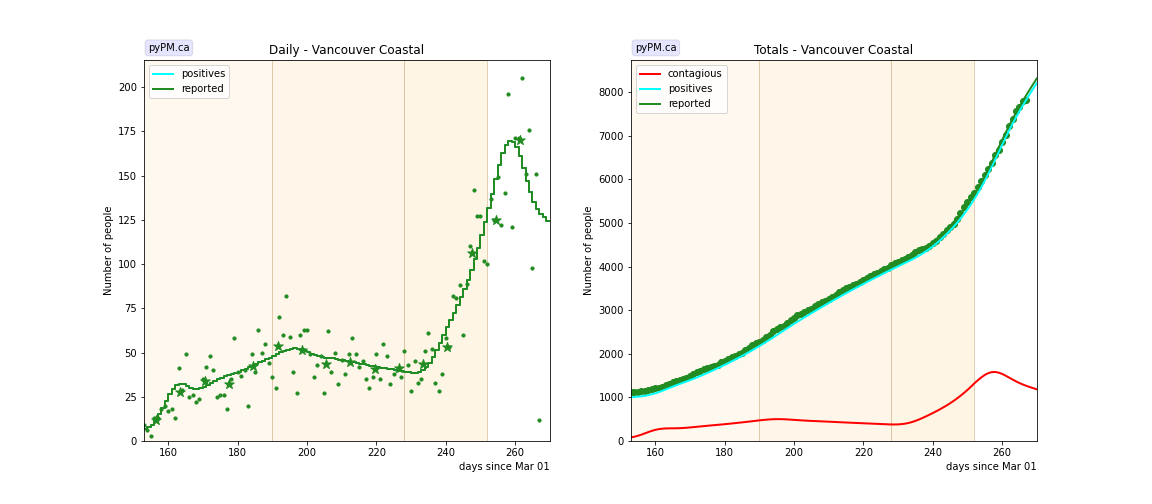 pyPM.ca
Daily - Vancouver Coastal
positives
reported
Number of people
200
175
150
125
100
75
50
25
0
160 180 200 220 240 260
days since Mar 01
pyPM.ca
Totals - Vancouver Coastal
contagious
positives
reported
Number of people
8000
7000
6000
5000
4000
3000
2000
1000
0
160 180 200 220 240 260
days since Mar 01